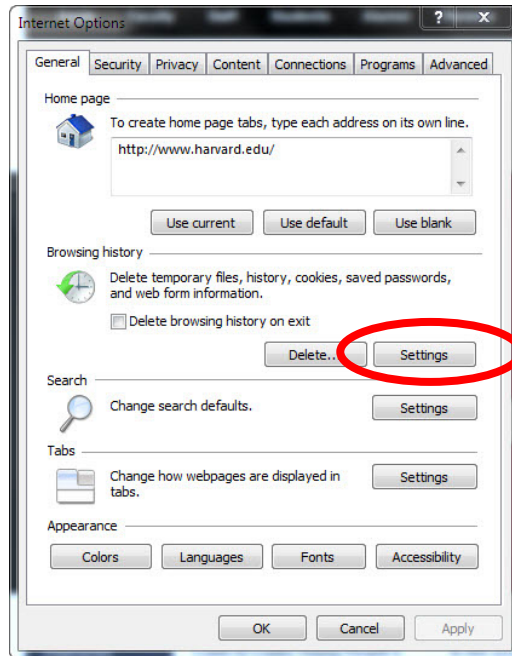 Internet Options
?
X
General Security Privacy Content Connections Programs Advanced
Home page
To create home page tabs, type each address on its own line.
http://www.harvard.edu/
Use current Use default Use blank
Browsing history
Delete temporary files, history, cookies, saved passwords,
and web form information.
Delete browsing history on exit
Delete... Settings
Search
Change search defaults. Settings
Tabs
Change how webpages are displayed in
tabs.
Settings
Appearance
Colors Languages Fonts Accessibility
OK Cancel Apply